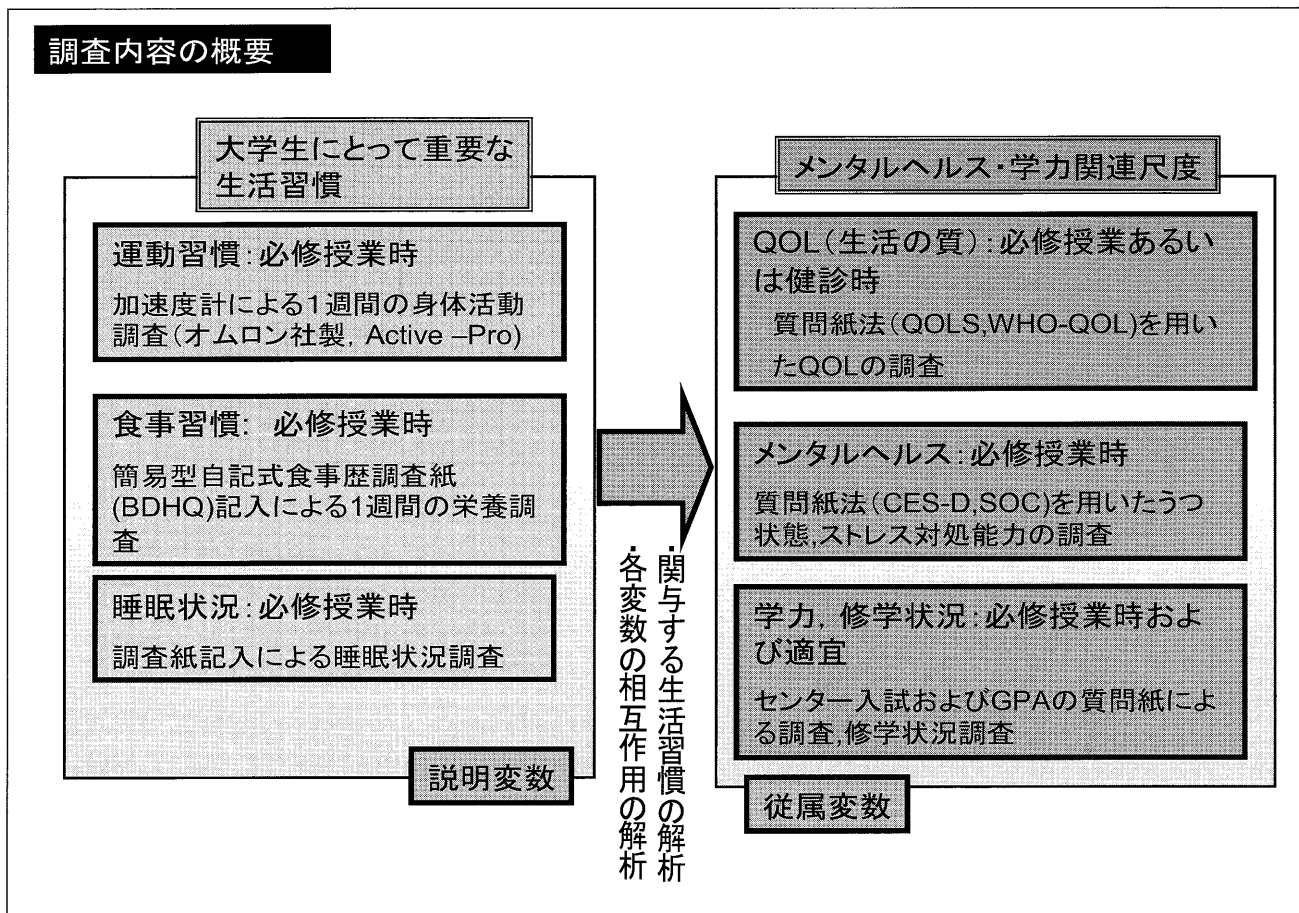 調査内容の概要
大学生にとって重要な
生活習慣
運動習慣：必修授業時
加速度計による1週間の身体活動
調査（オムロン社製，Active –Pro)
食事習慣： 必修授業時
簡易型自記式食事歴調査紙
(BDHQ)記入による1週間の栄養調
査
睡眠状況：必修授業時
調査紙記入による睡眠状況調査
説明変数
・関与する生活習慣の解析
・各変数の相互作用の解析
メンタルヘルス・学力関連尺度
QOL（生活の質）：必修授業あるい
は健診時
質問紙法（QOLS,WHO-QOL)を用い
たQOLの調査
メンタルヘルス：必修授業時
質問紙法（CES-D,SOC)を用いたうつ
状態,ストレス対処能力の調査
学力，修学状況：必修授業時およ
び適宜
センター入試およびGPAの質問紙によ
る調査,修学状況調査
従属変数